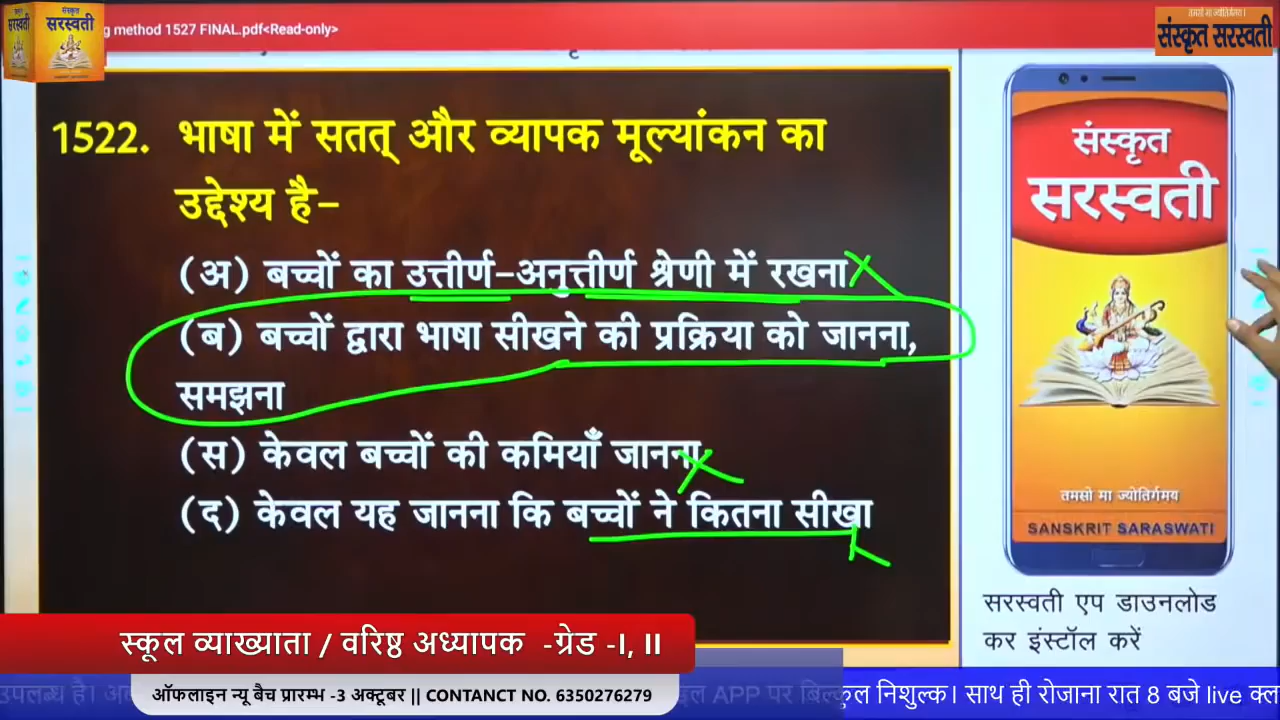 सरस्वती
g method 1527 FINAL.pdf<Read-only>
तमसो मा ज्योतिर्गमय।
संस्कृत सरस्वती
1522. भाषा में सतत् और व्यापक मूल्यांकन का
उद्देश्य है–
(अ) बच्चों का उत्तीर्ण–अनुत्तीर्ण श्रेणी में रखना
(ब) बच्चों द्वारा भाषा सीखने की प्रक्रिया को जानना,
समझना
(स) केवल बच्चों की कमियाँ जानना
(द) केवल यह जानना कि बच्चों ने कितना सीखा
संस्कृत
सरस्वती
तमसो मा ज्योतिर्गमय
SANSKRIT SARASWATI
सरस्वती एप डाउनलोड
कर इंस्टॉल करें
स्कूल व्याख्याता / वरिष्ठ अध्यापक -ग्रेड -I, II
ऑफलाइन न्यू बैच प्रारम्भ -3 अक्टूबर || CONTANCT NO. 6350276279
उपलब्ध है। APP पर बिल्कुल निशुल्क। साथ ही रोजाना रात 8 बजे live क्ला